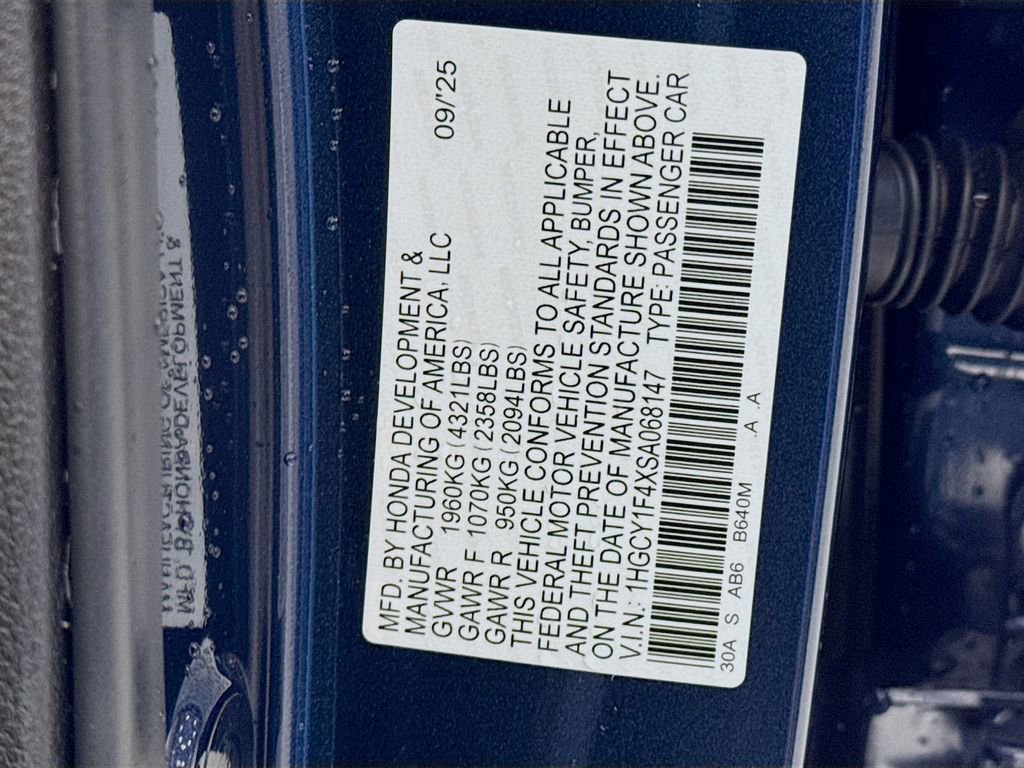 MFD. BY HONDA DEVELOPMENT &
MANUFACTURING OF AMERICA, LLC 09/'25
GVWR 1960KG (4321LBS)
GAWR F 1070KG (2358LBS)
GAWR R 950KG (2094LBS)
THIS VEHICLE CONFORMS TO ALL APPLICABLE
FEDERAL MOTOR VEHICLE SAFETY, BUMPER,
AND THEFT PREVENTION STANDARDS IN EFFECT
ON THE DATE OF MANUFACTURE SHOWN ABOVE.
V.I.N.: 1HGCY1F4XSA068147 TYPE: PASSENGER CAR
30A S AB6 B640M .A .A